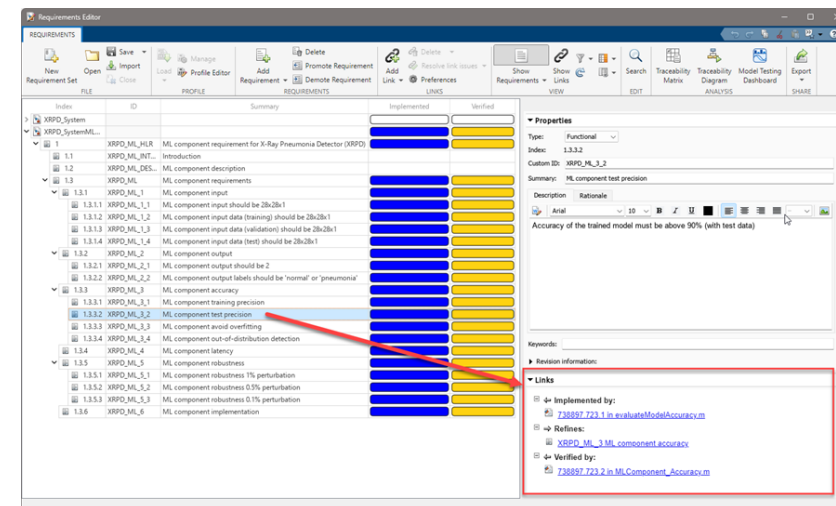 Requirements Editor
REQUIREMENTS
New Requirement Set
Open
Save
Import
Close
FILE
Load
Manage
Profile Editor
PROFILE
Add Requirement
Delete
Promote Requirement
Demote Requirement
REQUIREMENTS
Add Link
Delete
Resolve link issues
Preferences
LINKS
Show Requirements
Show Links
VIEW
Search
EDIT
Traceability Matrix
Traceability Diagram
Model Testing Dashboard
ANALYSIS
Export
SHARE
Index ID Summary Implemented Verified
XRPD_System
XRPD_SystemML...
1 XRPD_ML_HLR ML component requirement for X-Ray Pneumonia Detector (XRPD)
1.1 XRPD_ML_INT... Introduction
1.2 XRPD_ML_DES... ML component description
1.3 XRPD_ML ML component requirements
1.3.1 XRPD_ML_1 ML component input
1.3.1.1 XRPD_ML_1_1 ML component input should be 28x28x1
1.3.1.2 XRPD_ML_1_2 ML component input data (training) should be 28x28x1
1.3.1.3 XRPD_ML_1_3 ML component input data (validation) should be 28x28x1
1.3.1.4 XRPD_ML_1_4 ML component input data (test) should be 28x28x1
1.3.2 XRPD_ML_2 ML component output
1.3.2.1 XRPD_ML_2_1 ML component output should be 2
1.3.2.2 XRPD_ML_2_2 ML component output labels should be 'normal' or 'pneumonia'
1.3.3 XRPD_ML_3 ML component accuracy
1.3.3.1 XRPD_ML_3_1 ML component training precision
1.3.3.2 XRPD_ML_3_2 ML component test precision
1.3.3.3 XRPD_ML_3_3 ML component avoid overfitting
1.3.3.4 XRPD_ML_3_4 ML component out-of-distribution detection
1.3.4 XRPD_ML_4 ML component latency
1.3.5 XRPD_ML_5 ML component robustness
1.3.5.1 XRPD_ML_5_1 ML component robustness 1% perturbation
1.3.5.2 XRPD_ML_5_2 ML component robustness 0.5% perturbation
1.3.5.3 XRPD_ML_5_3 ML component robustness 0.1% perturbation
1.3.6 XRPD_ML_6 ML component implementation
Properties
Type: Functional
Index: 1.3.3.2
Custom ID: XRPD_ML_3_2
Summary: ML component test precision
Description Rationale
Arial 10 B I U
Accuracy of the trained model must be above 90% (with test data)
Keywords:
Revision information:
Links
Implemented by:
738897.723.1 in evaluateModelAccuracy.m
Refines:
XRPD_ML_3 ML component accuracy
Verified by:
738897.723.2 in MLComponent_Accuracy.m